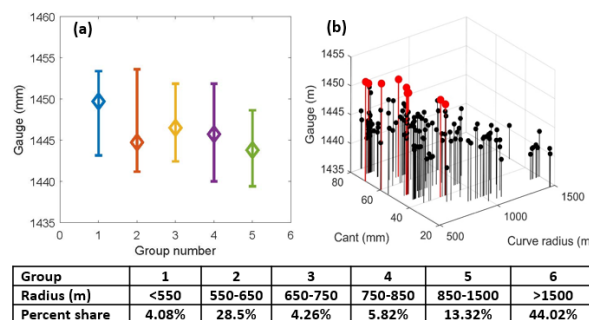 (a)
1460
1455
1450
1445
1440
1435
Gauge (mm)
0 1 2 3 4 5 6
Group number
(b)
1455
1450
1445
1440
1435
Gauge (m)
80
60
40
20
Cant (mm)
500
1000
1500
Curve radius (m
Group 1 2 3 4 5 6
Radius (m) <550 550-650 650-750 750-850 850-1500 >1500
Percent share 4.08% 28.5% 4.26% 5.82% 13.32% 44.02%